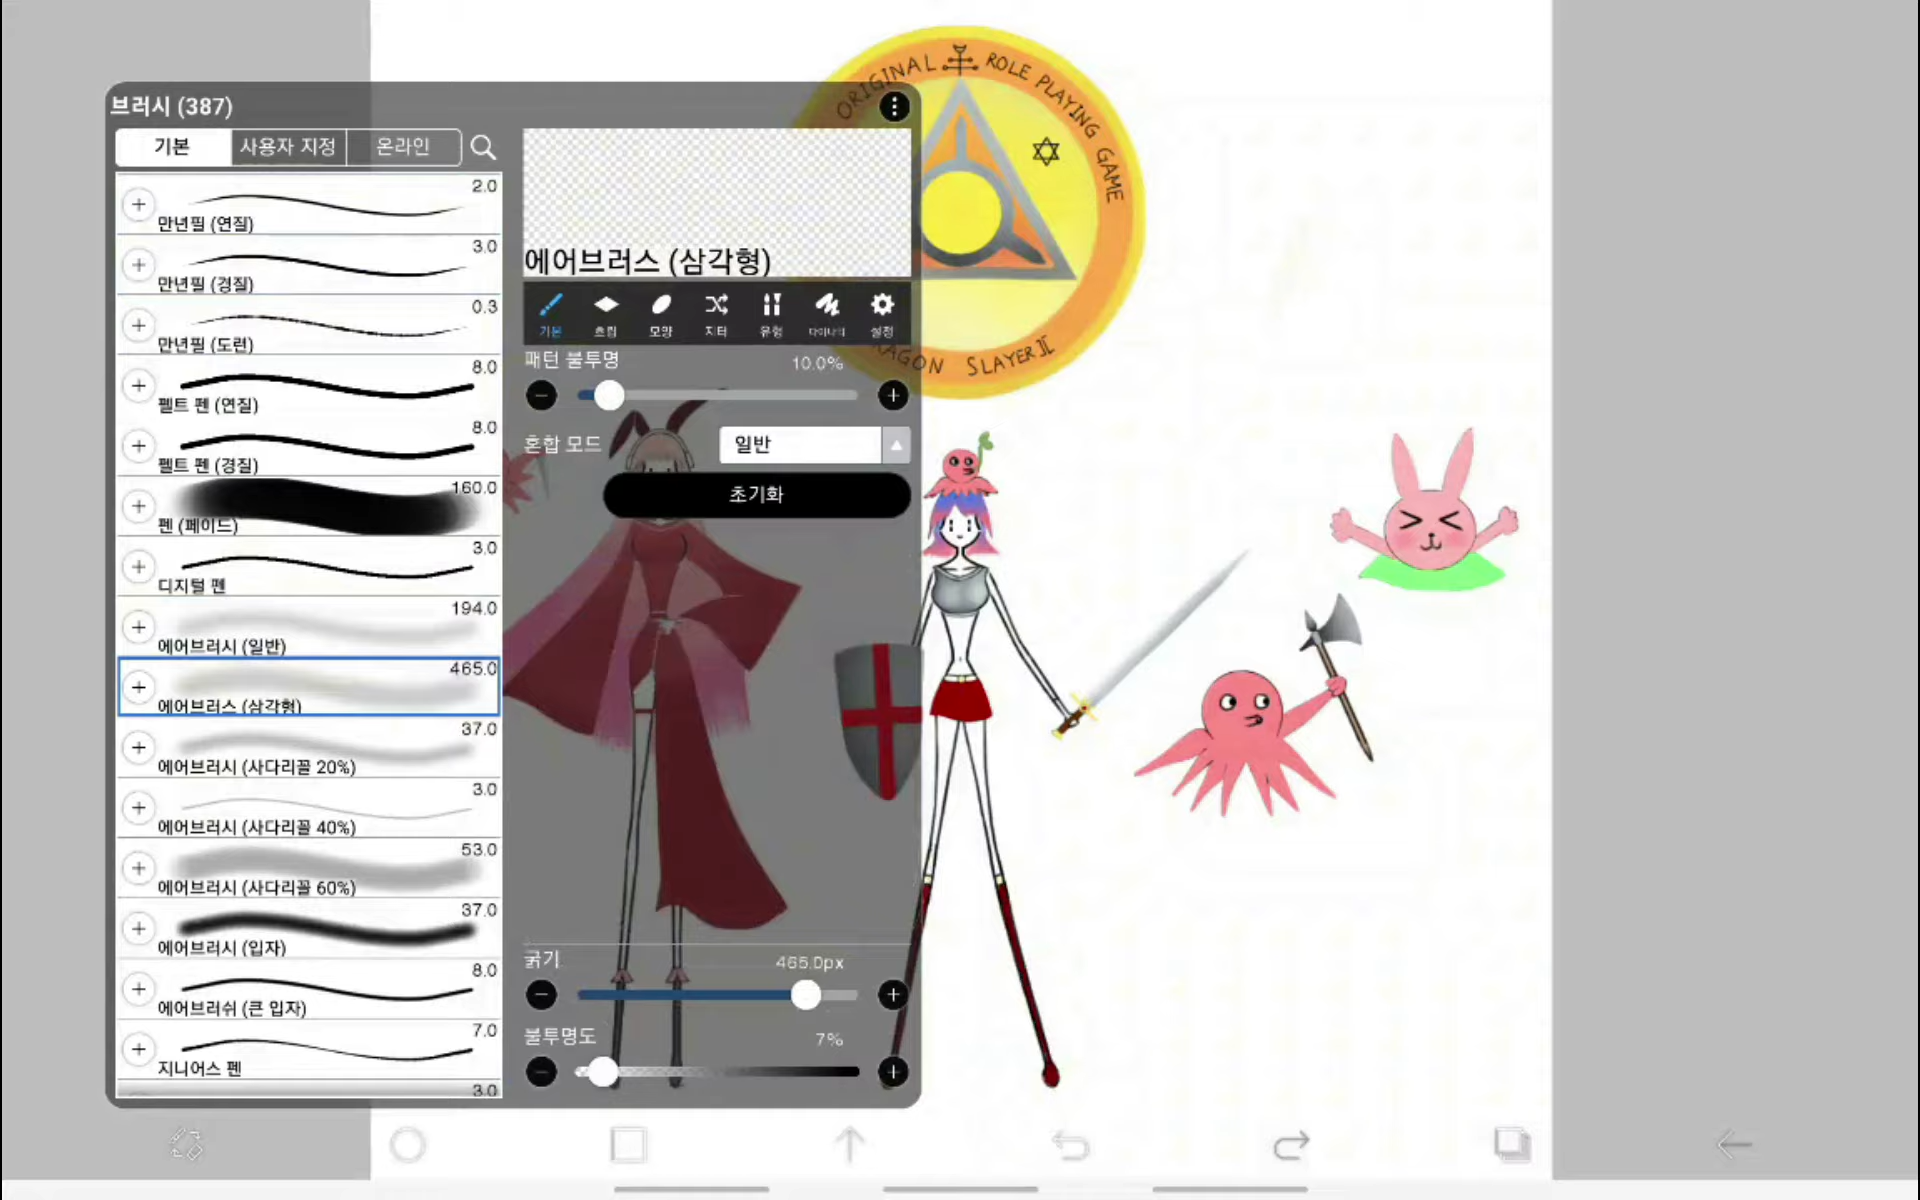 브러시 (387)
기본
사용자 지정
온라인
2.0
만년필 (연질)
3.0
만년필 (경질)
0.3
만년필 (도련)
8.0
펠트 펜 (연질)
8.0
펠트 펜 (경질)
160.0
펜 (페이드)
3.0
디지털 펜
194.0
에어브러시 (일반)
465.0
에어브러스 (삼각형)
37.0
에어브러시 (사다리꼴 20%)
3.0
에어브러시 (사다리꼴 40%)
53.0
에어브러시 (사다리꼴 60%)
37.0
에어브러시 (입자)
8.0
에어브러쉬 (큰 입자)
7.0
지니어스 펜
3.0
에어브러스 (삼각형)
기본
흐림
모양
지터
유형
설정
패턴 불투명
10.0%
혼합 모드
일반
초기화
굵기
465.0px
불투명도
7%
ORIGINAL ROLE PLAYING GAME
SLAYER II